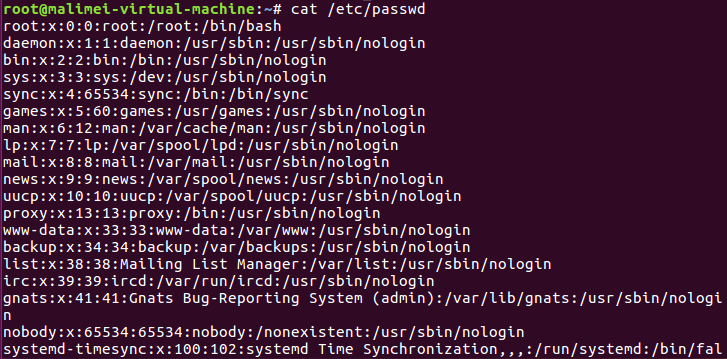 root@malimei-virtual-machine:~# cat /etc/passwd
root:x:0:0:root:/root:/bin/bash
daemon:x:1:1:daemon:/usr/sbin:/usr/sbin/nologin
bin:x:2:2:bin:/bin:/usr/sbin/nologin
sys:x:3:3:sys:/dev:/usr/sbin/nologin
sync:x:4:65534:sync:/bin:/bin/sync
games:x:5:60:games:/usr/games:/usr/sbin/nologin
man:x:6:12:man:/var/cache/man:/usr/sbin/nologin
lp:x:7:7:lp:/var/spool/lpd:/usr/sbin/nologin
mail:x:8:8:mail:/var/mail:/usr/sbin/nologin
news:x:9:9:news:/var/spool/news:/usr/sbin/nologin
uucp:x:10:10:uucp:/var/spool/uucp:/usr/sbin/nologin
proxy:x:13:13:proxy:/bin:/usr/sbin/nologin
www-data:x:33:33:www-data:/var/www:/usr/sbin/nologin
backup:x:34:34:backup:/var/backups:/usr/sbin/nologin
list:x:38:38:Mailing List Manager:/var/list:/usr/sbin/nologin
irc:x:39:39:ircd:/var/run/ircd:/usr/sbin/nologin
gnats:x:41:41:Gnats Bug-Reporting System (admin):/var/lib/gnats:/usr/sbin/nologi
n
nobody:x:65534:65534:nobody:/nonexistent:/usr/sbin/nologin
systemd-timesync:x:100:102:systemd Time Synchronization,,,:/run/systemd:/bin/fal